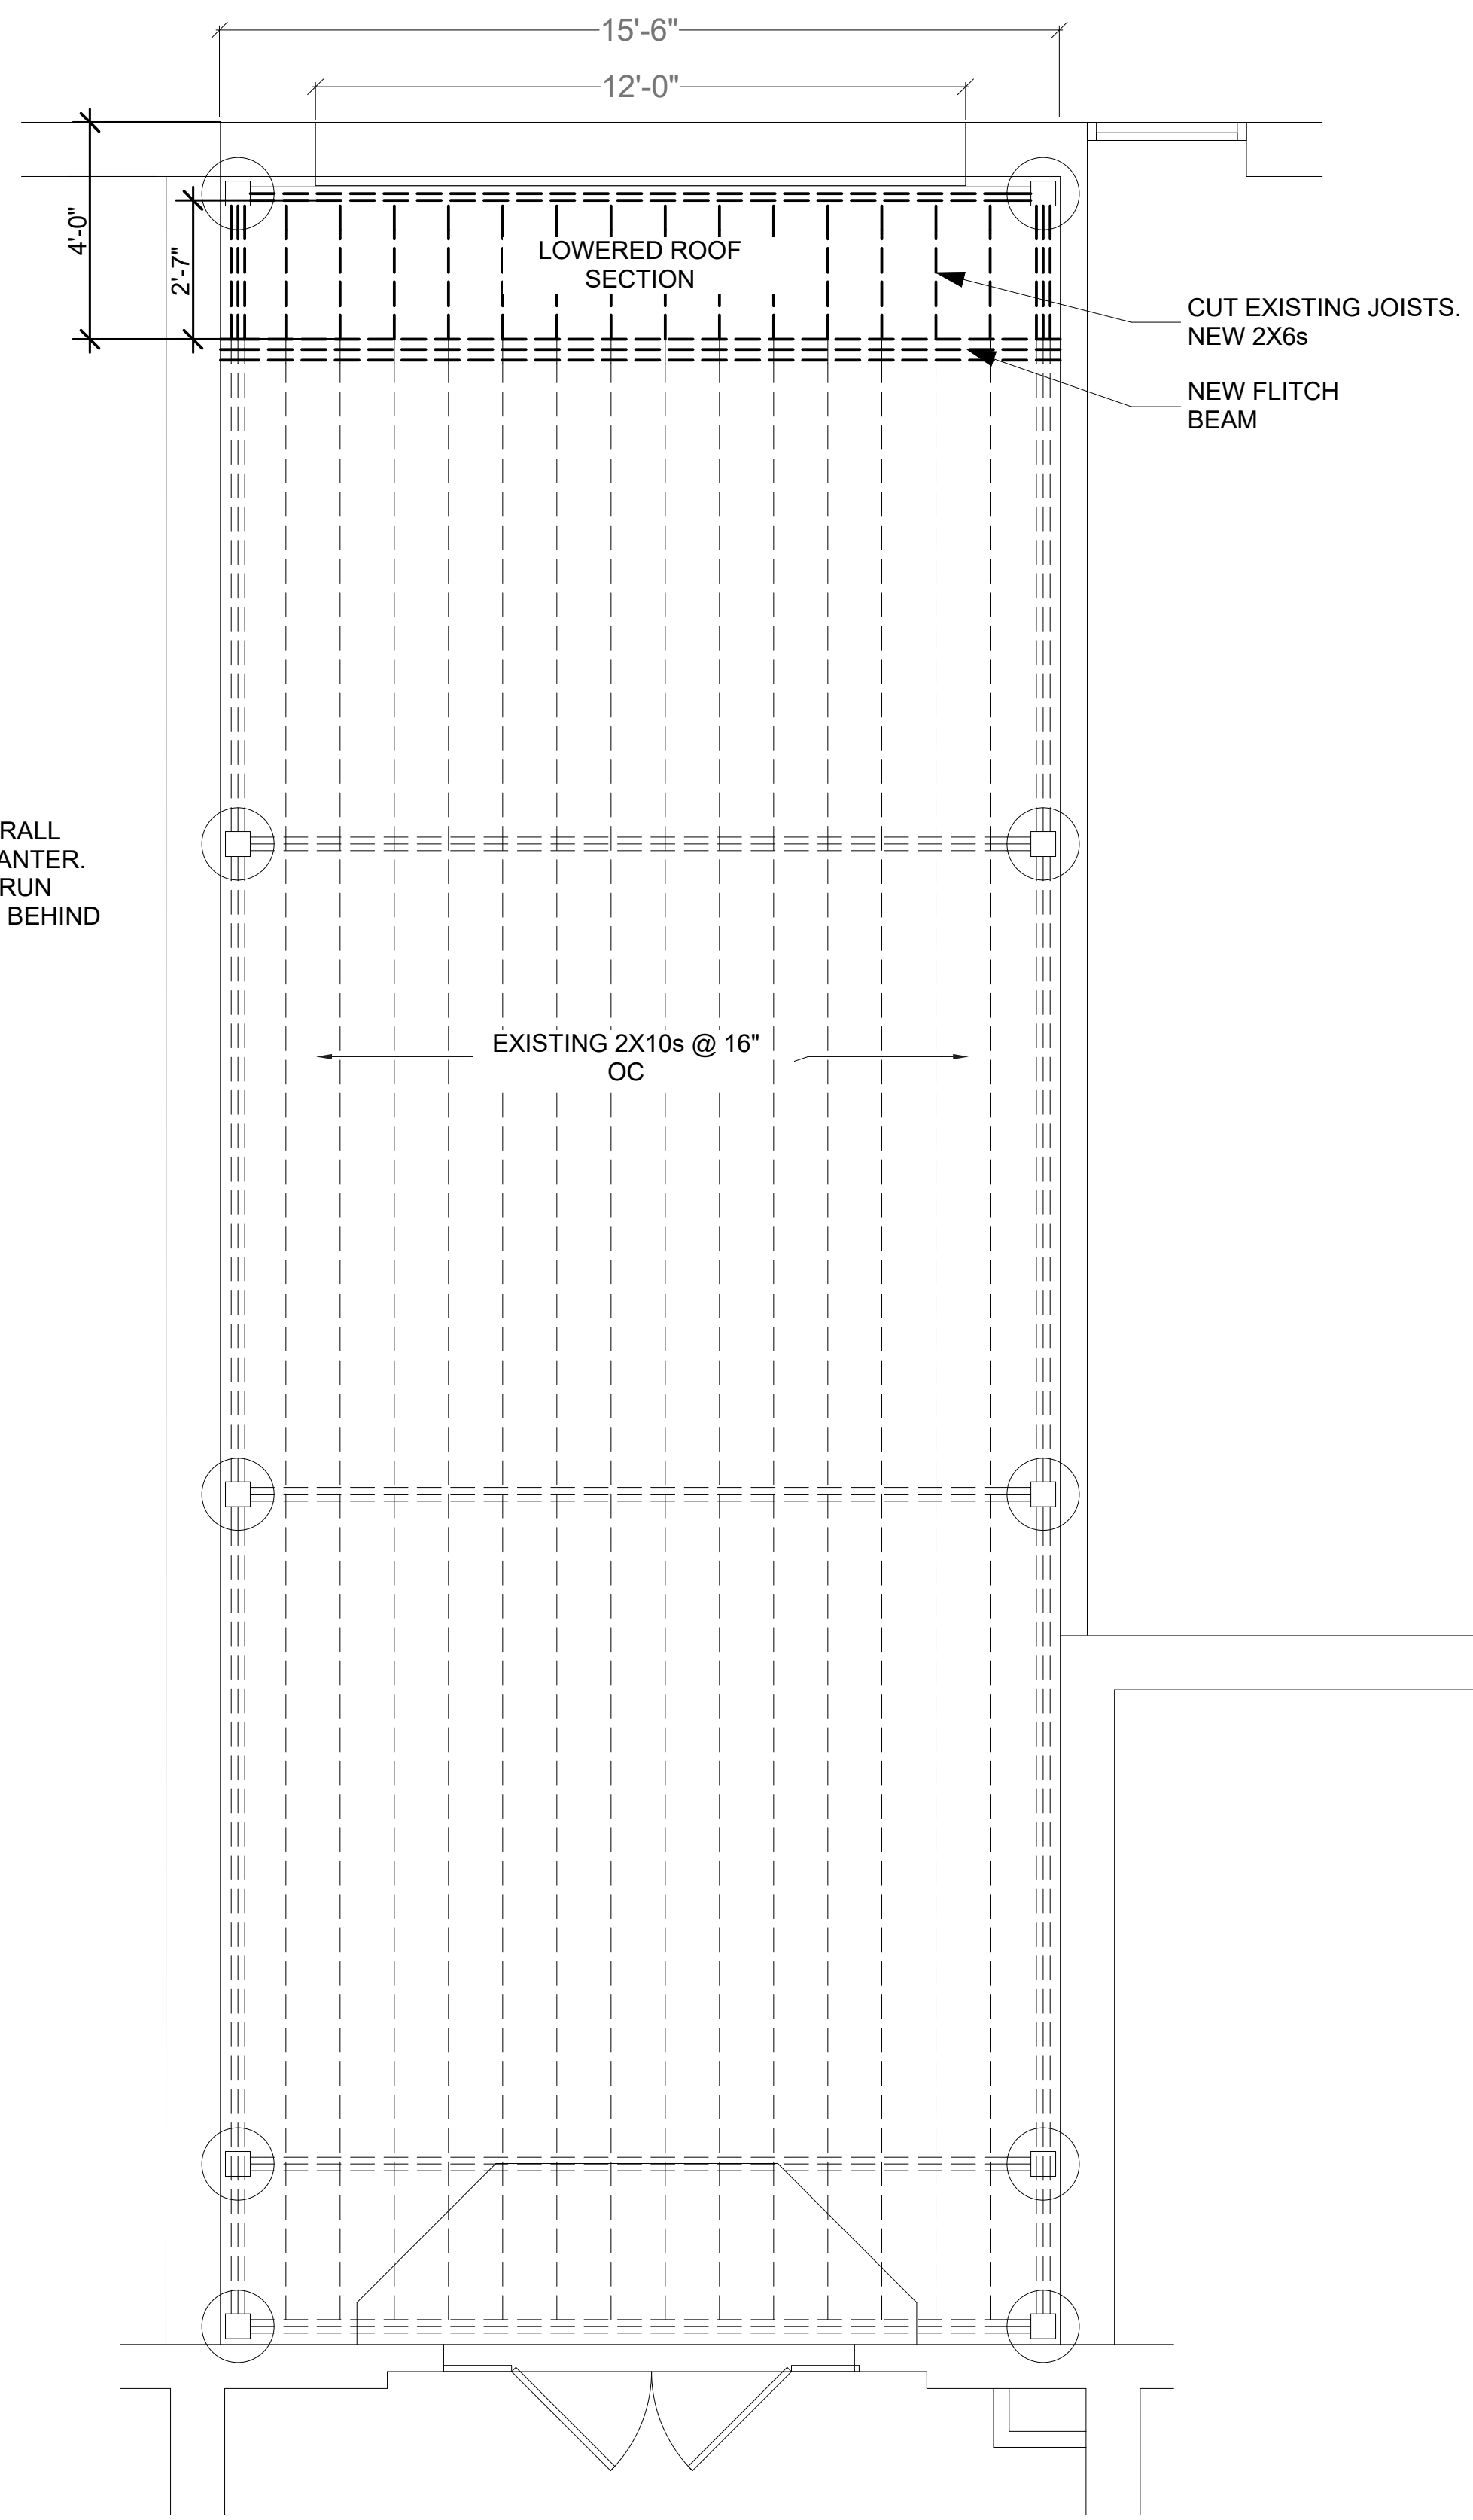 15'-6"
12'-0"
4'-0"
2'-7"
LOWERED ROOF
SECTION
CUT EXISTING JOISTS.
NEW 2X6s
NEW FLITCH
BEAM
RALL
ANTER.
RUN
BEHIND
EXISTING 2X10s @ 16"
OC